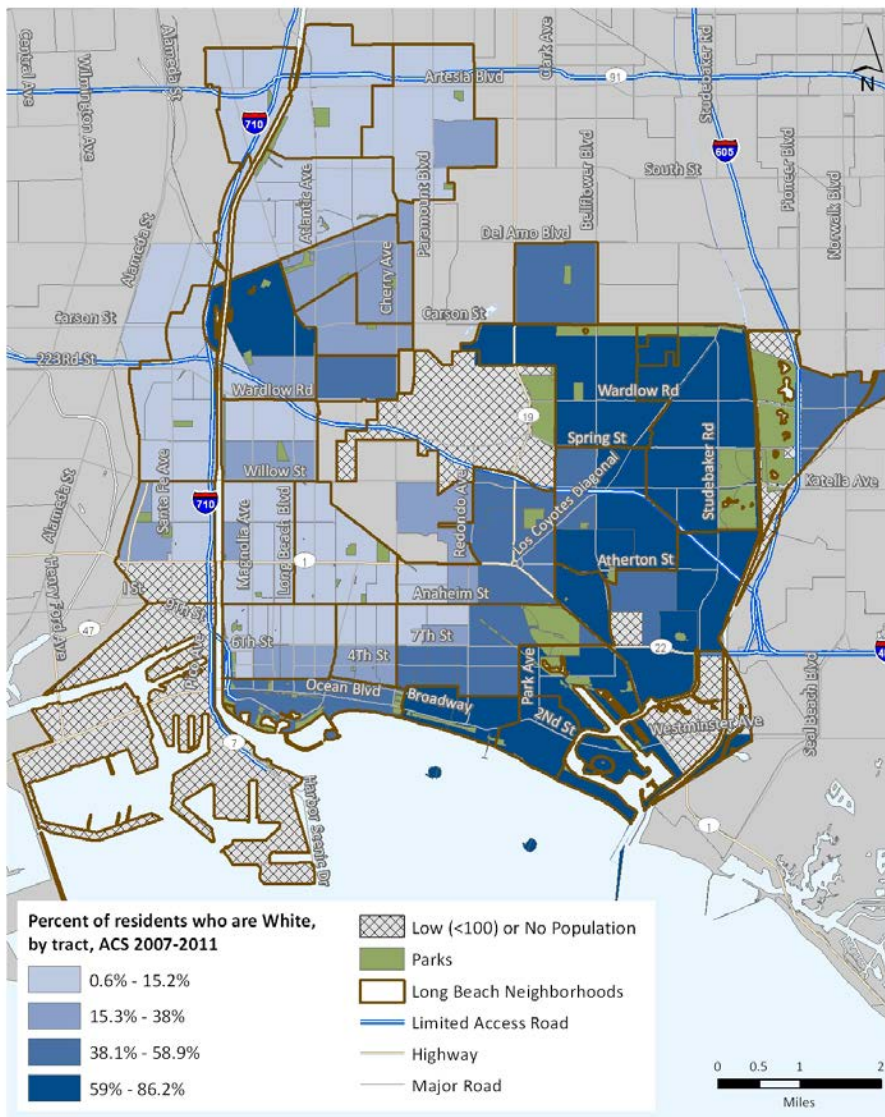 Central Ave
Wilmington Ave
Alameda St
Clark Ave
Studebaker Rd
Artesia Blvd
91
N
710
605
Pioneer Blvd
Norwalk Blvd
Paramount Blvd
Bellflower Blvd
South St
Atlantic Ave
Alameda St
Del Amo Blvd
Cherry Ave
Carson St
Carson St
223Rd St
Wardlow Rd
Wardlow Rd
19
Spring St
Studebaker Rd
Willow St
Redondo Ave
Los Coyotes Diagonal
Katella Ave
Santa Fe Ave
710
Magnolia Ave
Long Beach Blvd
Alameda St
1
Atherton St
I St
Anaheim St
Henry Ford Ave
9th St
47
Pico Ave
6Th St
7Th St
4Th St
22
Park Ave
Ocean Blvd
Broadway
2Nd St
Westminster Ave
Seal Beach Blvd
7
Harbor Scenic Dr
1
Percent of residents who are White,
by tract, ACS 2007-2011
0.6% - 15.2%
15.3% - 38%
38.1% - 58.9%
59% - 86.2%
Low (<100) or No Population
Parks
Long Beach Neighborhoods
Limited Access Road
Highway
Major Road
0 0.5 1 2
Miles